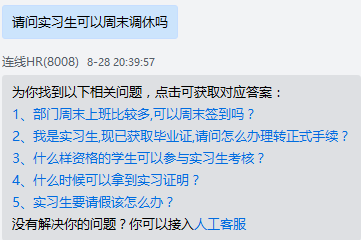 请问实习生可以周末调休吗
连线HR(8008) 8-28 20:39:57
为你找到以下相关问题，点击可获取对应答案：
1、部门周末上班比较多,可以周末签到吗？
2、我是实习生,现已获取毕业证,请问怎么办理转正式手续？
3、什么样资格的学生可以参与实习生考核？
4、什么时候可以拿到实习证明？
5、实习生要请假该怎么办？
没有解决你的问题？你可以接入人工客服